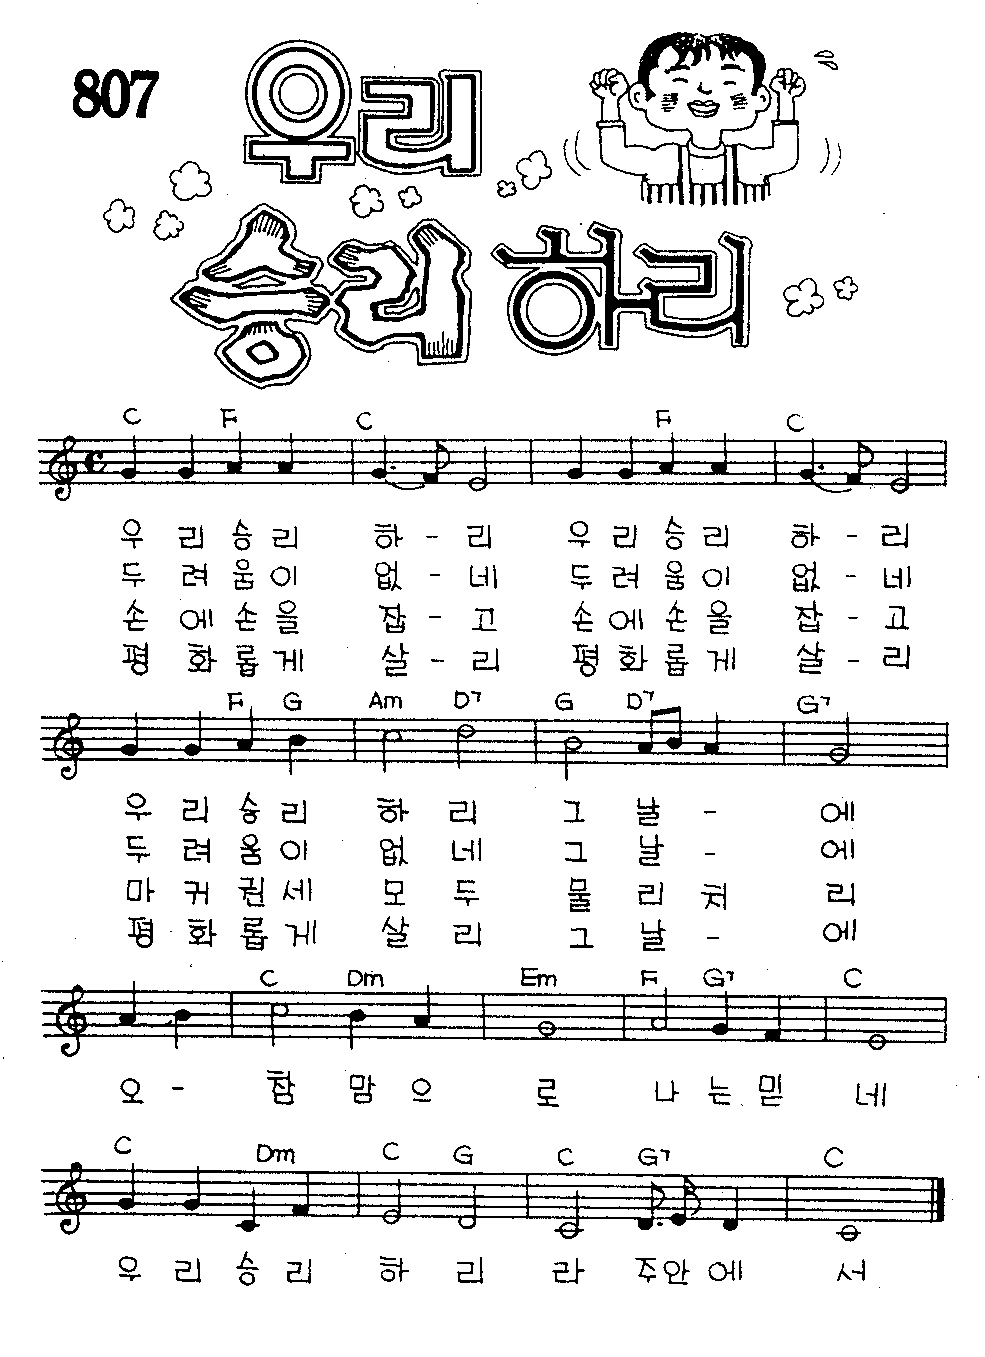 807
우리
승리 하리
C F C F C
우 리 승 리 하 - 리 우 리 승 리 하 - 리
두 려 움 이 없 - 네 두 려 움 이 없 - 네
손 에 손 을 잡 - 고 손 에 손 을 잡 - 고
평 화 롭 게 살 - 리 평 화 롭 게 살 - 리
F G Am D7 G D7 G7
우 리 승 리 하 리 그 날 - 에
두 려 움 이 없 네 그 날 - 에
마 귀 권 세 모 두 물 리 쳐 리
평 화 롭 게 살 리 그 날 - 에
C Dm Em F G7 C
오 - 참 맘 으 로 나 는 믿 네
C Dm C G C G7 C
우 리 승 리 하 리 라 주 안 에 서